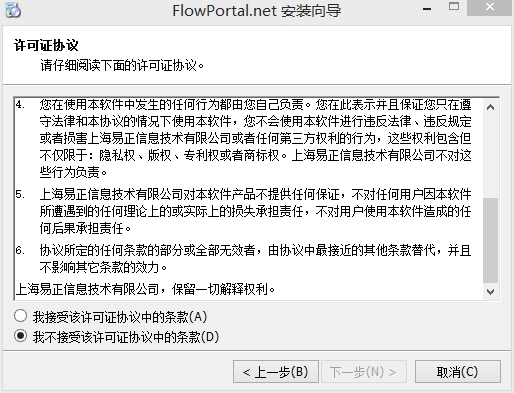 FlowPortal.net 安装向导
许可证协议
请仔细阅读下面的许可证协议。
4. 您在使用本软件中发生的任何行为都由您自己负责。您在此表示并且保证您只在遵
守法律和本协议的情况下使用本软件，您不会使用本软件进行违反法律、违反规定
或者损害上海易正信息技术有限公司或者任何第三方权利的行为，这些权利包含但
不仅限于：隐私权、版权、专利权或者商标权。上海易正信息技术有限公司不对这
些行为负责。
5. 上海易正信息技术有限公司对本软件产品不提供任何保证，不对任何用户因本软件
所遭遇到的任何理论上的或实际上的损失承担责任，不对用户使用本软件造成的任
何后果承担责任。
6. 协议所定的任何条款的部分或全部无效者，由协议中最接近的其他条款替代，并且
不影响其它条款的效力。
上海易正信息技术有限公司，保留一切解释权利。
我接受该许可证协议中的条款(A)
我不接受该许可证协议中的条款(D)
< 上一步(B)
下一步(N) >
取消(C)